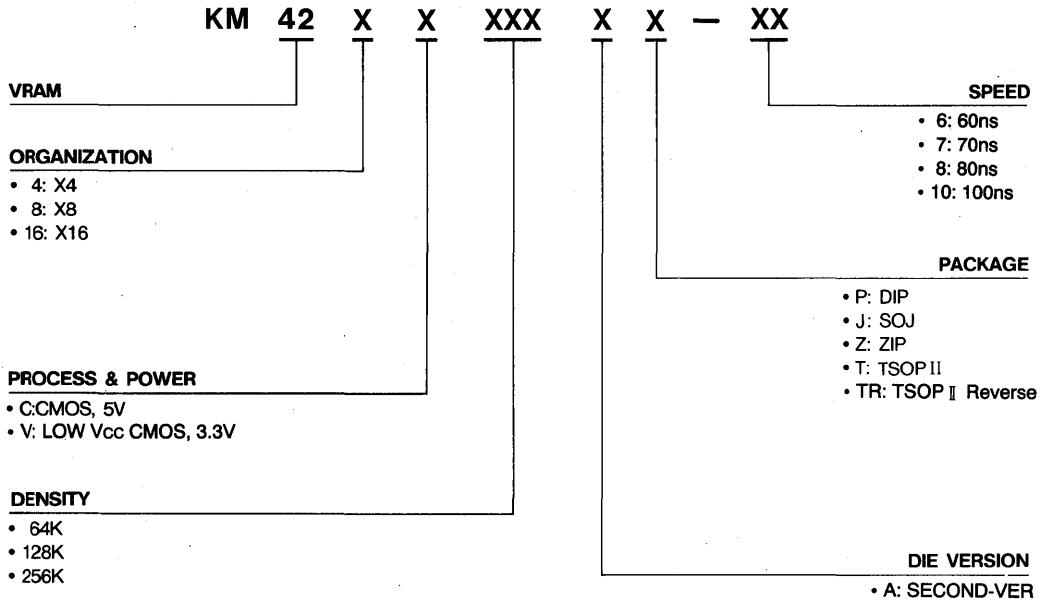 KM 42 X X XXX X X — XX
VRAM
ORGANIZATION
• 4: X4
• 8: X8
• 16: X16
PROCESS & POWER
• C:CMOS, 5V
• V: LOW Vcc CMOS, 3.3V
DENSITY
• 64K
• 128K
• 256K
SPEED
• 6: 60ns
• 7: 70ns
• 8: 80ns
• 10: 100ns
PACKAGE
• P: DIP
• J: SOJ
• Z: ZIP
• T: TSOP II
• TR: TSOP II Reverse
DIE VERSION
• A: SECOND-VER